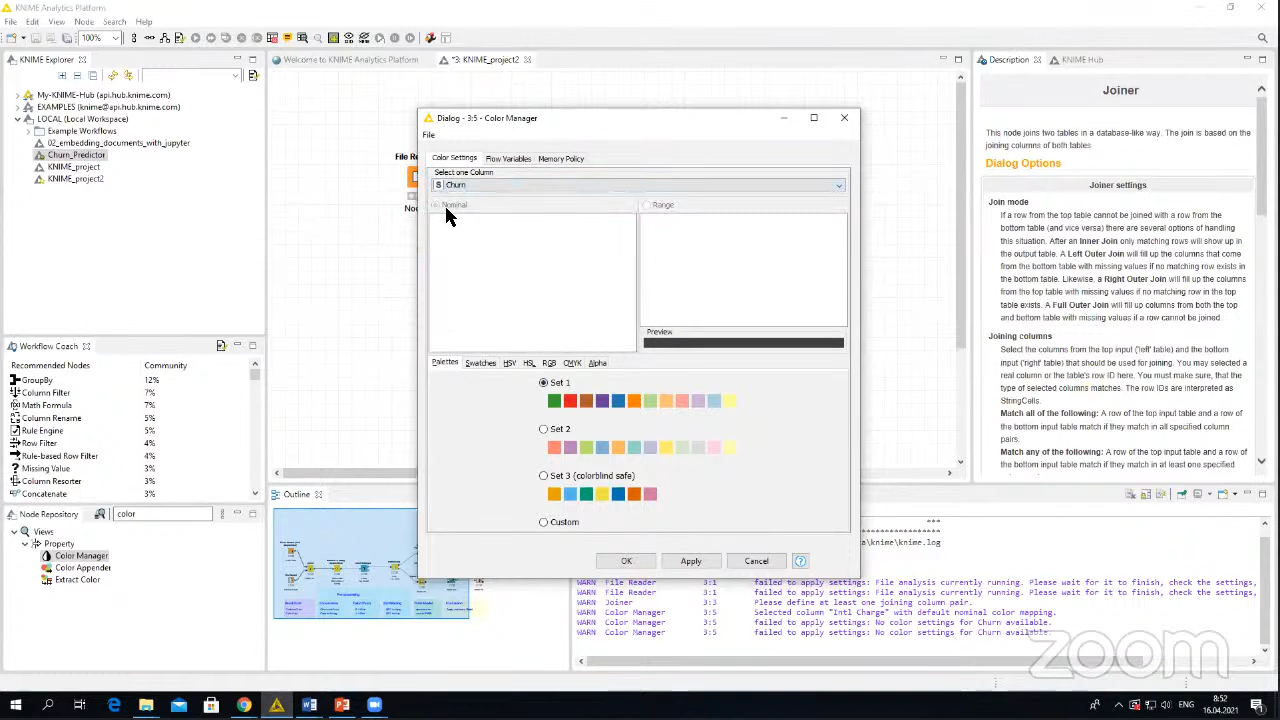 KNIME Analytics Platform
File Edit View Node Search Help
100%
KNIME Explorer
My-KNIME-Hub (api.hub.knime.com)
EXAMPLES (knime@api.hub.knime.com)
LOCAL (Local Workspace)
Example Workflows
02_embedding_documents_with_jupyter
Churn_Predictor
KNIME_project
KNIME_project2
Workflow Coach
Recommended Nodes Community
GroupBy 12%
Column Filter 7%
Math Formula 7%
Column Rename 5%
Rule Engine 5%
Row Filter 4%
Rule-based Row Filter 4%
Missing Value 3%
Column Resorter 3%
Concatenate 3%
Node Repository color
Views
Property
Color Manager
Color Appender
Extract Color
Welcome to KNIME Analytics Platform
*3: KNIME_project2
File Re
Noc
Dialog - 3:5 - Color Manager
File
Color Settings Flow Variables Memory Policy
Select one Column
S Churn
Nominal
Range
Preview
Palettes Swatches HSV HSL RGB CMYK Alpha
Set 1
Set 2
Set 3 (colorblind safe)
Custom
OK Apply Cancel ?
Outline
***
***********************************
a\knime\knime.log
WARN File Reader 3:1 failed to apply settings: File analysis currently running. Please wait for it to finish, check the settings,
WARN File Reader 3:1 failed to apply settings: File analysis currently running. Please wait for it to finish, check the settings,
WARN Joiner 3:3 Please define at least one joining column pair.
WARN Color Manager 3:5 Selected column "Intl Charge" with default nominal color mapping.
WARN Color Manager 3:5 failed to apply settings: No color settings for Churn available.
WARN Color Manager 3:5 failed to apply settings: No color settings for Churn available.
Description KNIME Hub
Joiner
This node joins two tables in a database-like way. The join is based on the
joining columns of both tables.
Dialog Options
Joiner settings
Join mode
If a row from the top table cannot be joined with a row from the
bottom table (and vice versa) there are several options of handling
this situation. After an Inner Join only matching rows will show up in
the output table. A Left Outer Join will fill up the columns that come
from the bottom table with missing values if no matching row exists in
the bottom table. Likewise, a Right Outer Join will fill up the
columns from the top table with missing values if no matching row in the top
table exists. A Full Outer Join will fill up columns from both the top
and bottom table with missing values if a row cannot be joined.
Joining columns
Select the columns from the top input ('left' table) and the bottom
input ('right' table) that should be used for joining. You may selected a
real column or the table's row ID here. You must make sure, that the
type of selected columns matches. The row IDs are interpreted as
StringCells.
Match all of the following: A row of the top input table and a row of
the bottom input table match if they match in all specified column
pairs.
Match any of the following: A row of the top input table and a row of
the bottom input table match if they match in at least one specified
zoom
ENG
8:52
16.04.2021